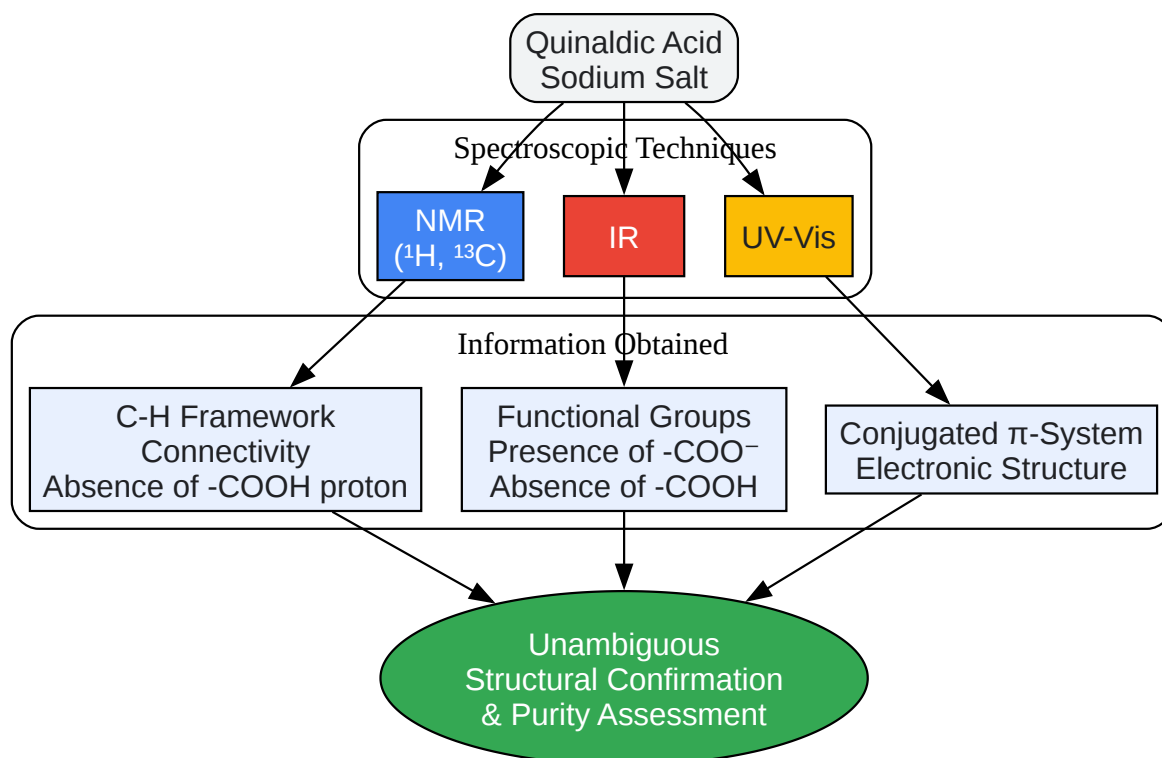 Quinaldic Acid
Sodium Salt
Spectroscopic Techniques
NMR
(¹H, ¹³C)
IR
UV-Vis
Information Obtained
C-H Framework
Connectivity
Absence of -COOH proton
Functional Groups
Presence of -COO⁻
Absence of -COOH
Conjugated π-System
Electronic Structure
Unambiguous
Structural Confirmation
& Purity Assessment